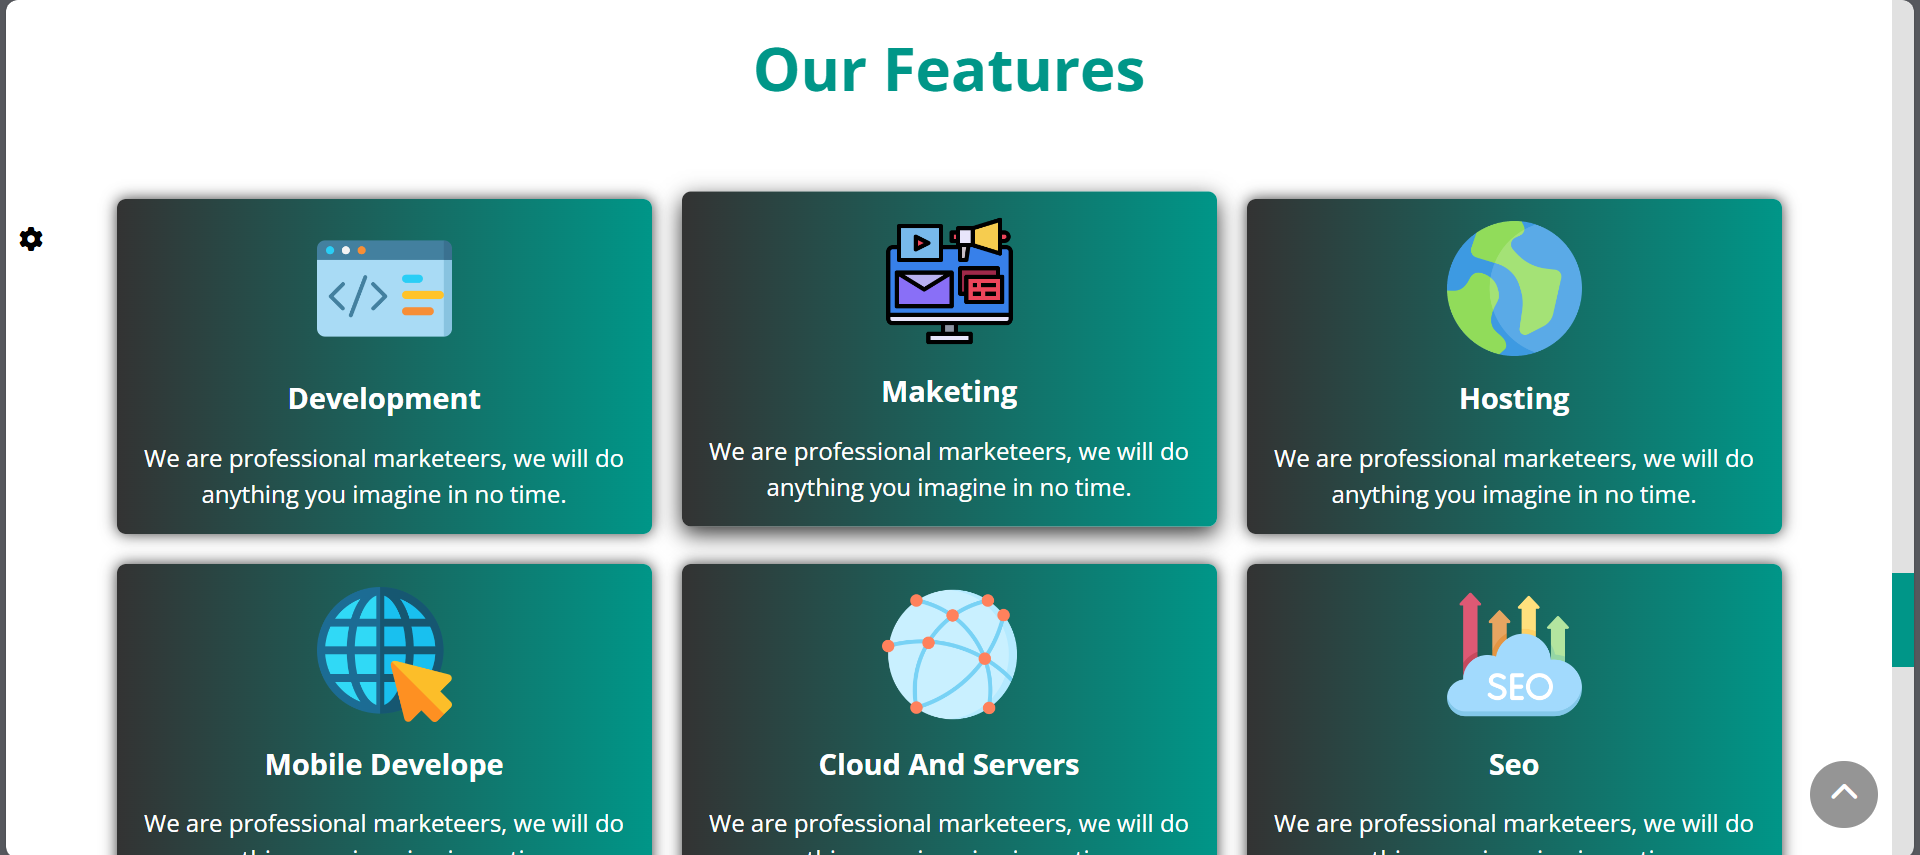 Our Features
Development
We are professional marketeers, we will do
anything you imagine in no time.
Maketing
We are professional marketeers, we will do
anything you imagine in no time.
Hosting
We are professional marketeers, we will do
anything you imagine in no time.
Mobile Develope
We are professional marketeers, we will do
Cloud And Servers
We are professional marketeers, we will do
SEO
Seo
We are professional marketeers, we will do